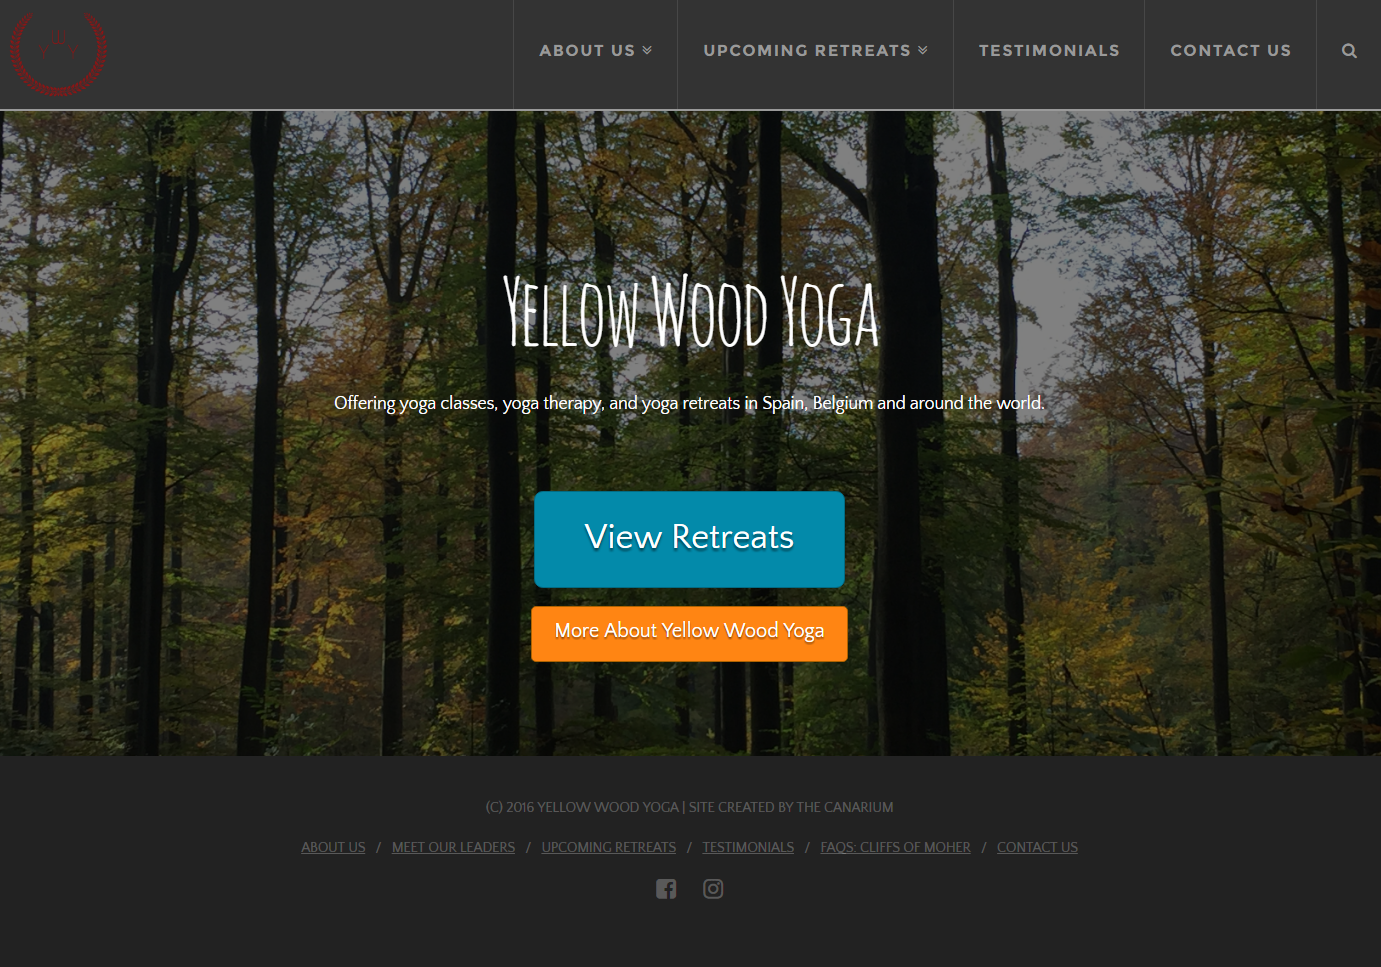 ABOUT US
UPCOMING RETREATS
TESTIMONIALS
CONTACT US
Yellow Wood Yoga
Offering yoga classes, yoga therapy, and yoga retreats in Spain, Belgium and around the world.
View Retreats
More About Yellow Wood Yoga
(C) 2016 YELLOW WOOD YOGA | SITE CREATED BY THE CANARIUM
ABOUT US / MEET OUR LEADERS / UPCOMING RETREATS / TESTIMONIALS / FAQS: CLIFFS OF MOHER / CONTACT US